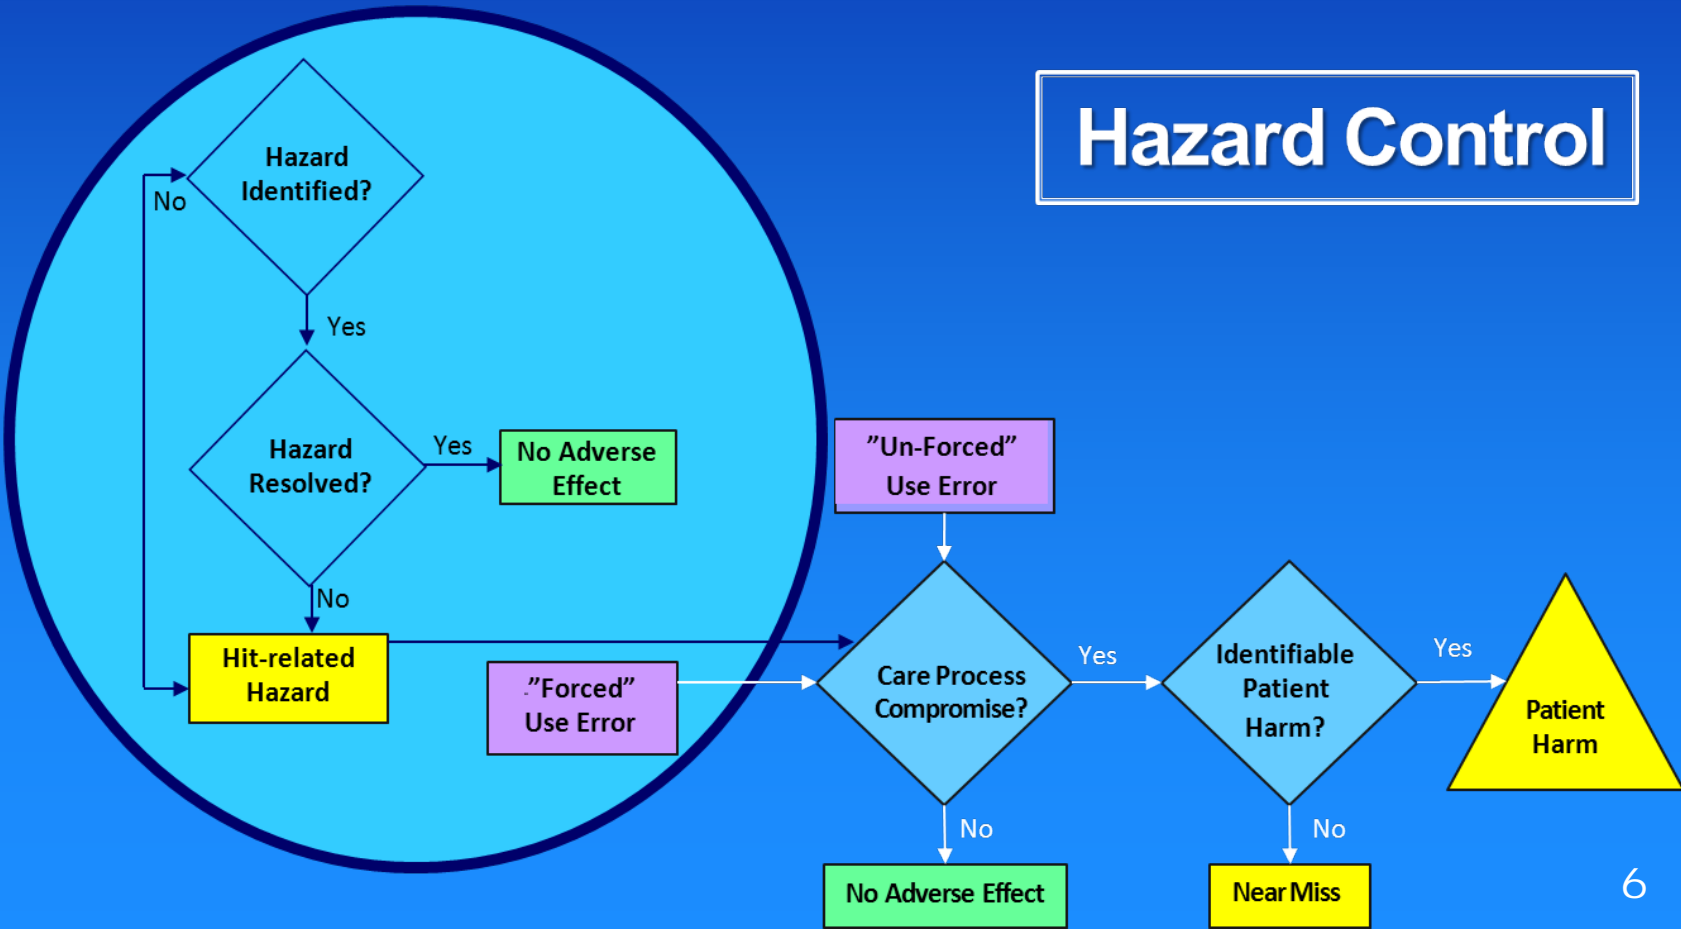 Hazard Control
Hazard
Identified?
No
Yes
Hazard
Resolved?
Yes
No Adverse
Effect
No
Hit-related
Hazard
”Forced”
Use Error
”Un-Forced”
Use Error
Care Process
Compromise?
Yes
No
No Adverse Effect
Identifiable
Patient
Harm?
Yes
No
Near Miss
Patient
Harm
6